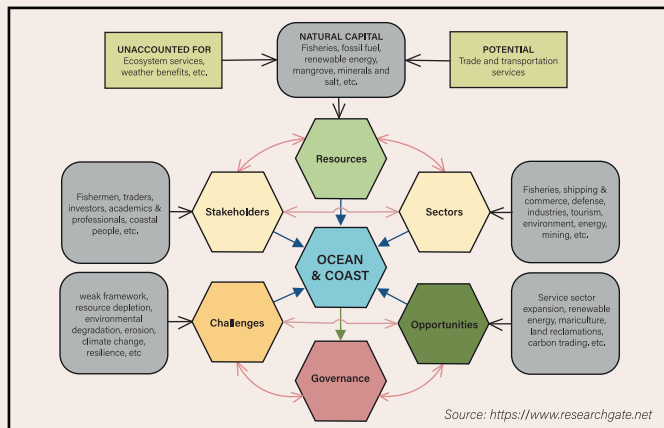 UNACCOUNTED FOR
Ecosystem services,
weather benefits, etc.
NATURAL CAPITAL
Fisheries, fossil fuel,
renewable energy,
mangrove, minerals and
salt, etc.
POTENTIAL
Trade and transportation
services
Resources
Fishermen, traders,
investors, academics &
professionals, coastal
people, etc.
Stakeholders
Sectors
Fisheries, shipping &
commerce, defense,
industries, tourism,
environment, energy,
mining, etc.
OCEAN
& COAST
weak framework,
resource depletion,
environmental
degradation, erosion,
climate change,
resilience, etc
Challenges
Opportunities
Service sector
expansion, renewable
energy, mariculture,
land reclamations,
carbon trading. etc.
Governance
Source: https://www.researchgate.net